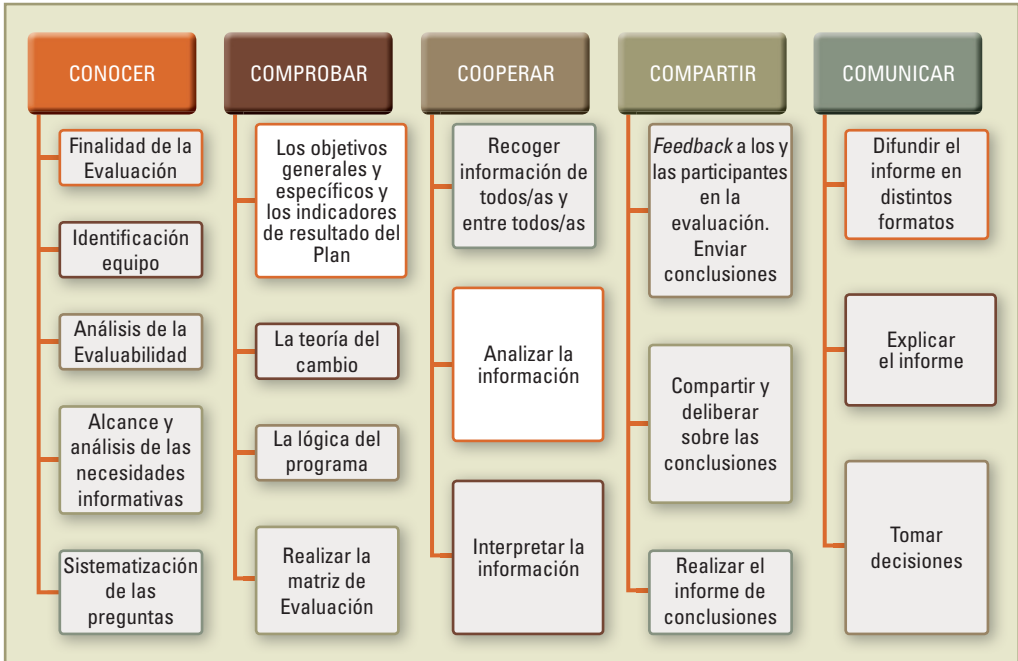 CONOCER
Finalidad de la
Evaluación
Identificación
equipo
Análisis de la
Evaluabilidad
Alcance y
análisis de las
necesidades
informativas
Sistematización
de las
preguntas
COMPROBAR
Los objetivos
generales y
específicos y
los indicadores
de resultado del
Plan
La teoría del
cambio
La lógica del
programa
Realizar la
matriz de
Evaluación
COOPERAR
Recoger
información de
todos/as y
entre todos/as
Analizar la
información
Interpretar la
información
COMPARTIR
Feedback a los y
las participantes
en la
evaluación.
Enviar
conclusiones
Compartir y
deliberar
sobre las
conclusiones
Realizar el
informe de
conclusiones
COMUNICAR
Difundir el
informe en
distintos
formatos
Explicar
el informe
Tomar
decisiones